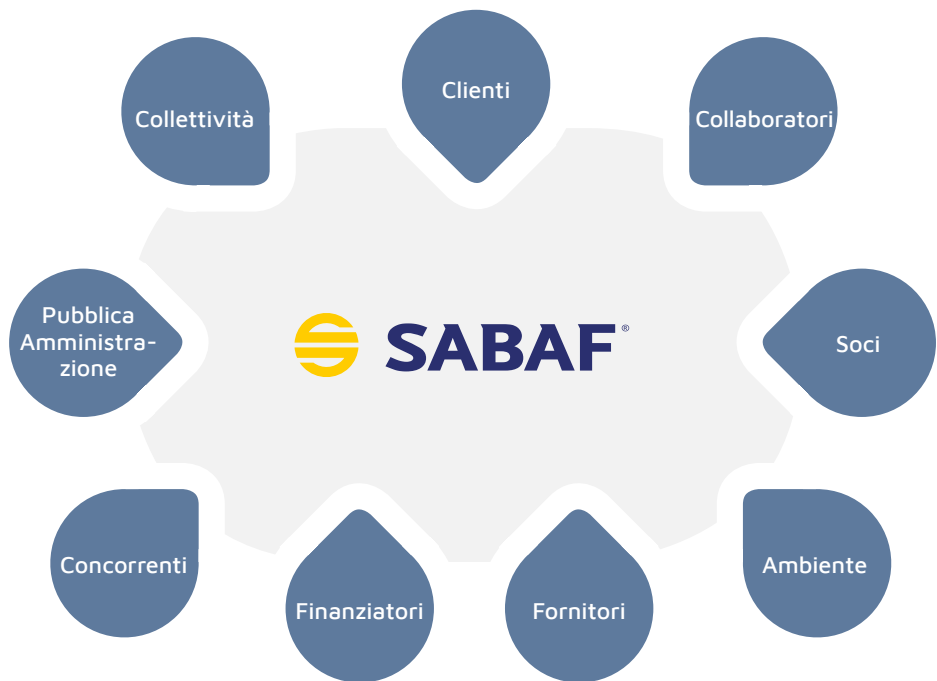 Clienti
Collettività
Collaboratori
Pubblica
Amministra-
zione
SABAF®
Soci
Concorrenti
Ambiente
Finanziatori
Fornitori